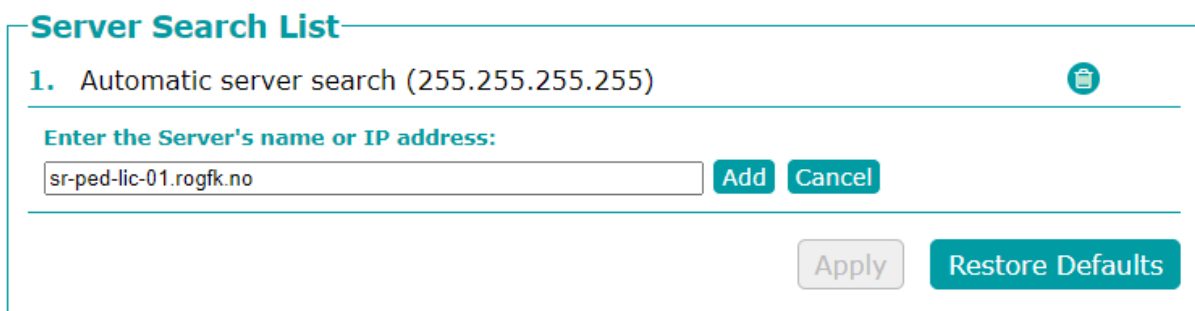 Server Search List
1. Automatic server search (255.255.255.255)
Enter the Server's name or IP address:
sr-ped-lic-01.rogfk.no Add Cancel
Apply Restore Defaults